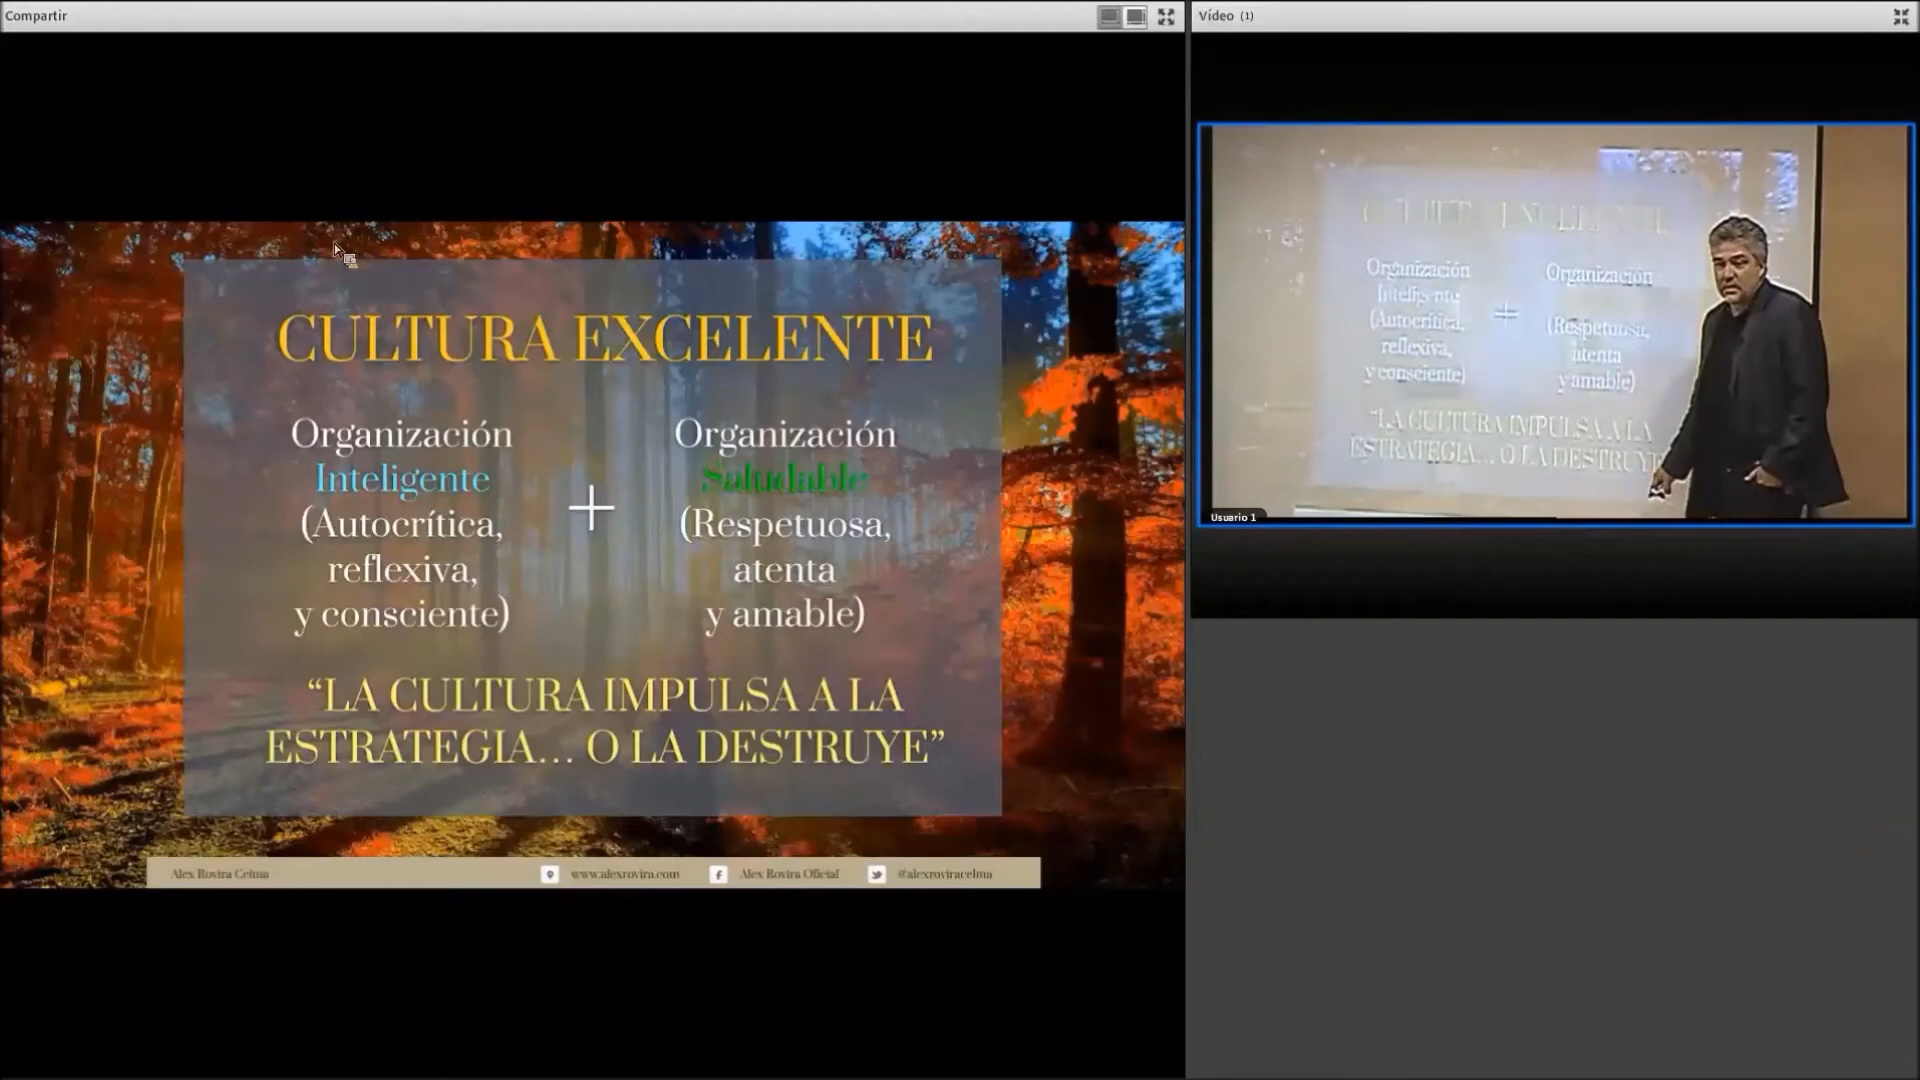 Compartir
CULTURA EXCELENTE
Organización
Inteligente
(Autocrítica,
reflexiva,
y consciente)
+
Organización
Saludable
(Respetuosa,
atenta
y amable)
“LA CULTURA IMPULSA A LA
ESTRATEGIA... O LA DESTRUYE”
Alex Rovira Celma
www.alexrovira.com
Alex Rovira Oficial
@alexroviracelma
Vídeo (1)
CULTURA EXCELENTE
Organización
Inteligente
(Autocrítica,
reflexiva,
y consciente)
+
Organización
(Respetuosa,
atenta
y amable)
“LA CULTURA IMPULSA A LA
ESTRATEGIA... O LA DESTRUYE
Usuario 1